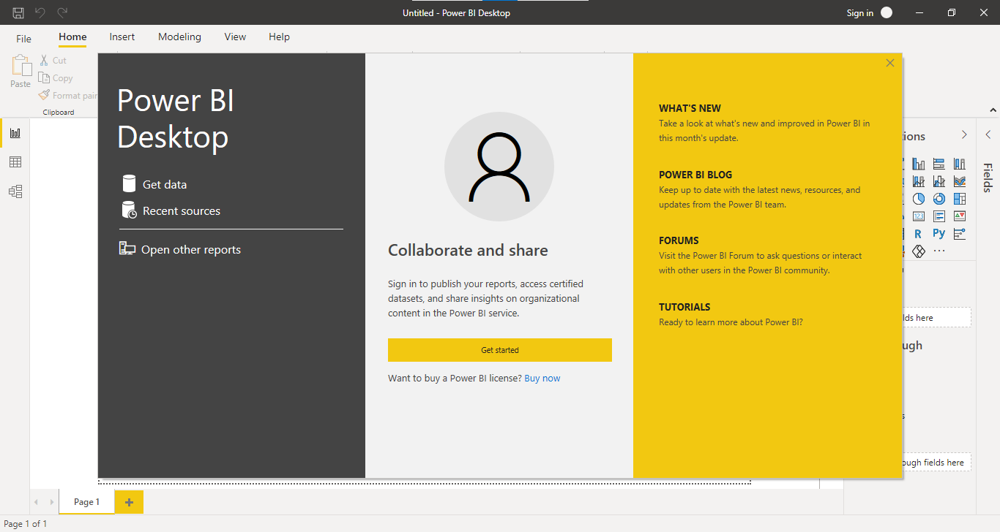 Untitled - Power BI Desktop
Sign in
File
Home
Insert
Modeling
View
Help
Paste
Cut
Copy
Format pain
Clipboard
Power BI
Desktop
Get data
Recent sources
Open other reports
Collaborate and share
Sign in to publish your reports, access certified
datasets, and share insights on organizational
content in the Power BI service.
Get started
Want to buy a Power BI license? Buy now
WHAT'S NEW
Take a look at what's new and improved in Power BI in
this month's update.
POWER BI BLOG
Keep up to date with the latest news, resources, and
updates from the Power BI team.
FORUMS
Visit the Power BI Forum to ask questions or interact
with other users in the Power BI community.
TUTORIALS
Ready to learn more about Power BI?
ions
Fields
123
R
Py
lds here
ugh
ough fields here
Page 1
Page 1 of 1